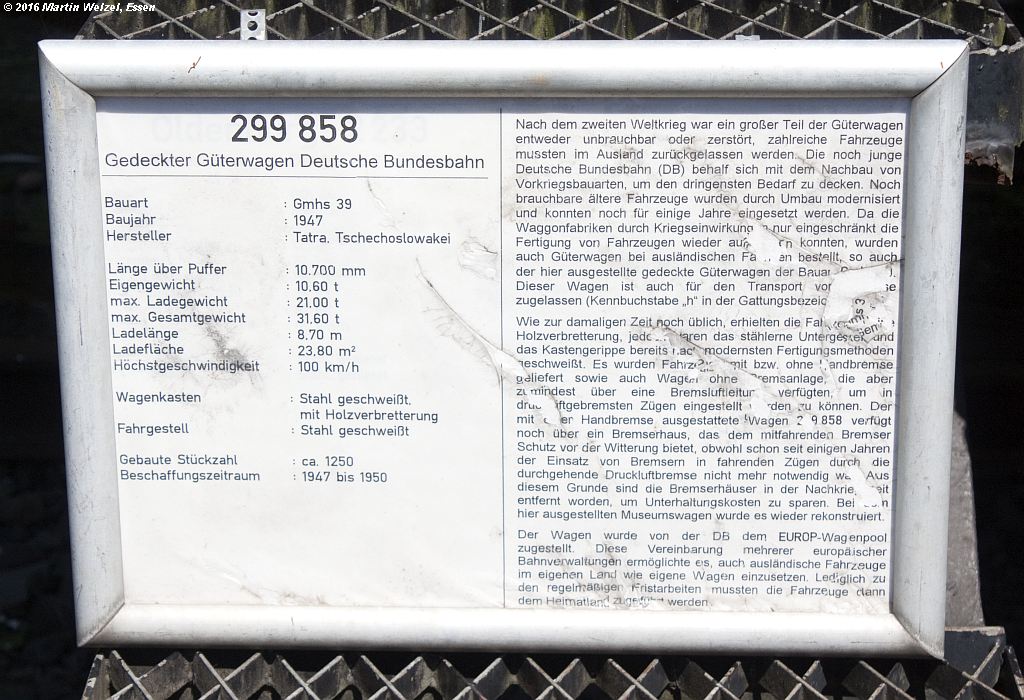 © 2016 Martin Welzel, Essen
299 858
Gedeckter Güterwagen Deutsche Bundesbahn
Bauart : Gmhs 39
Baujahr : 1947
Hersteller : Tatra, Tschechoslowakei
Länge über Puffer : 10.700 mm
Eigengewicht : 10,60 t
max. Ladegewicht : 21,00 t
max. Gesamtgewicht : 31,60 t
Ladelänge : 8,70 m
Ladefläche : 23,80 m²
Höchstgeschwindigkeit : 100 km/h
Wagenkasten : Stahl geschweißt,
mit Holzverbretterung
Fahrgestell : Stahl geschweißt
Gebaute Stückzahl : ca. 1250
Beschaffungszeitraum : 1947 bis 1950
Nach dem zweiten Weltkrieg war ein großer Teil der Güterwagen
entweder unbrauchbar oder zerstört, zahlreiche Fahrzeuge
mussten im Ausland zurückgelassen werden. Die noch junge
Deutsche Bundesbahn (DB) behalf sich mit dem Nachbau von
Vorkriegsbauarten, um den dringensten Bedarf zu decken. Noch
brauchbare ältere Fahrzeuge wurden durch Umbau modernisiert
und konnten noch für einige Jahre eingesetzt werden. Da die
Waggonfabriken durch Kriegseinwirkung nur eingeschränkt die
Fertigung von Fahrzeugen wieder konnten, wurden
auch Güterwagen bei ausländischen bestellt, so auch
der hier ausgestellte gedeckte Güterwagen der Bauart
Dieser Wagen ist auch für den Transport
zugelassen (Kennbuchstabe „h" in der
Wie zur damaligen Zeit noch üblich, erhielten die
Holzverbretterung, waren das stählerne Untergestell und
das Kastengerippe bereits nach modernsten Fertigungsmethoden
geschweißt. Es wurden Fahrzeuge mit bzw. ohne Handbremse
geliefert sowie auch Wagen ohne Bremsanlage, die aber
zumindest über eine Bremsluftleitung verfügten, um in
druckluftgebremsten Zügen eingestellt werden zu können. Der
mit einer Handbremse ausgestattete Wagen 299 858 verfügt
noch über ein Bremserhaus, das dem mitfahrenden Bremser
Schutz vor der Witterung bietet, obwohl schon seit einigen Jahren
der Einsatz von Bremsern in fahrenden Zügen durch die
durchgehende Druckluftbremse nicht mehr notwendig war. Aus
diesem Grunde sind die Bremserhäuser in der Nachkriegszeit
entfernt worden, um Unterhaltungskosten zu sparen. Bei dem
hier ausgestellten Museumswagen wurde es wieder rekonstruiert.
Der Wagen wurde von der DB dem EUROP-Wagenpool
zugestellt. Diese Vereinbarung mehrerer europäischer
Bahnverwaltungen ermöglichte es, auch ausländische Fahrzeuge
im eigenen Land wie eigene Wagen einzusetzen. Lediglich zu
den regelmäßigen Fristarbeiten mussten die Fahrzeuge dann
dem Heimatland zugeführt werden.